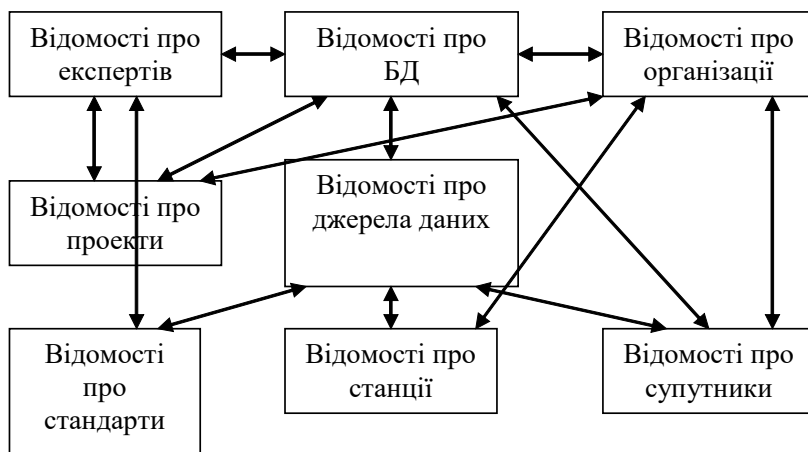 Відомості про
експертів
Відомості про
БД
Відомості про
організації
Відомості про
проекти
Відомості про
джерела даних
Відомості
про
стандарти
Відомості про
станції
Відомості про
супутники